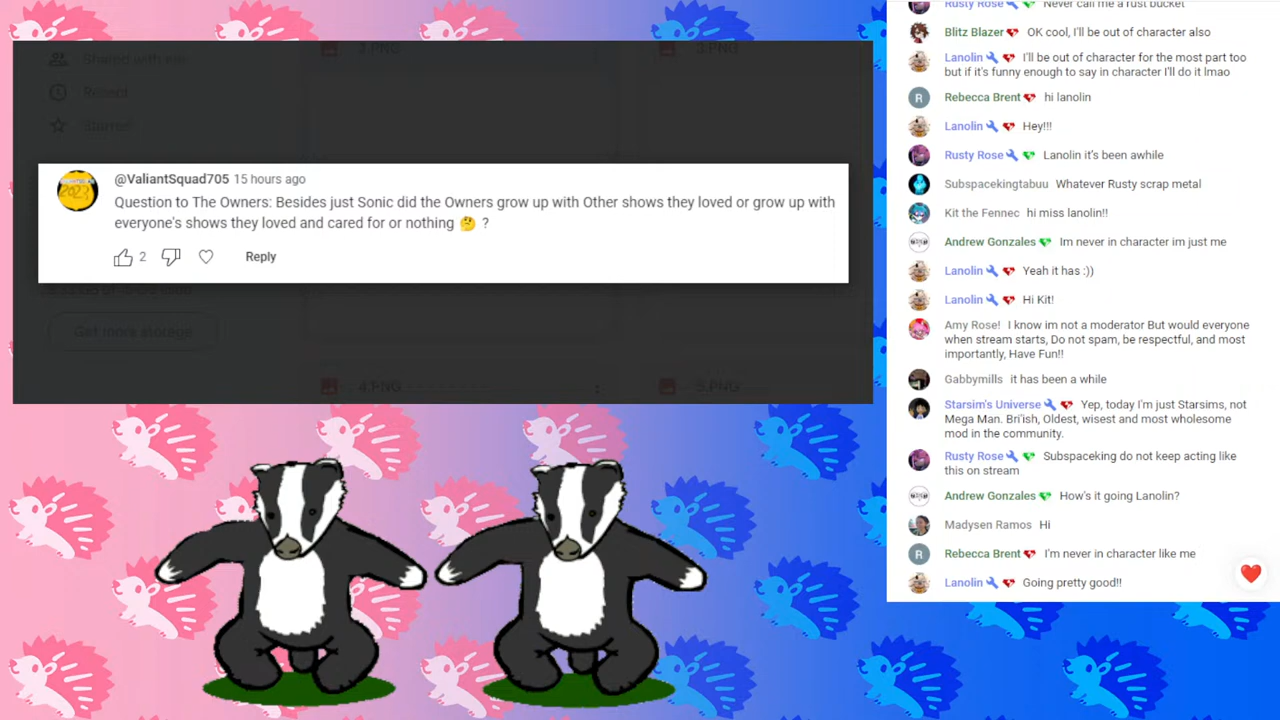 2.PNG
3.PNG
Shared with me
Recent
Starred
@ValiantSquad705 15 hours ago
Question to The Owners: Besides just Sonic did the Owners grow up with Other shows they loved or grow up with
everyone's shows they loved and cared for or nothing 🤔 ?
2
Reply
Get more storage
4.PNG
5.PNG
Rusty Rose Never call me a rust bucket
Blitz Blazer OK cool, I'll be out of character also
Lanolin I'll be out of character for the most part too
but if it's funny enough to say in character I'll do it lmao
R Rebecca Brent hi lanolin
Lanolin Hey!!!
Rusty Rose Lanolin it's been awhile
Subspacekingtabuu Whatever Rusty scrap metal
Kit the Fennec hi miss lanolin!!
Andrew Gonzales Im never in character im just me
Lanolin Yeah it has :))
Lanolin Hi Kit!
Amy Rose! I know im not a moderator But would everyone
when stream starts, Do not spam, be respectful, and most
importantly, Have Fun!!
Gabbymills it has been a while
Starsim's Universe Yep, today I'm just Starsims, not
Mega Man. Bri'ish, Oldest, wisest and most wholesome
mod in the community.
Rusty Rose Subspaceking do not keep acting like
this on stream
Andrew Gonzales How's it going Lanolin?
Madysen Ramos Hi
R Rebecca Brent I'm never in character like me
Lanolin Going pretty good!!